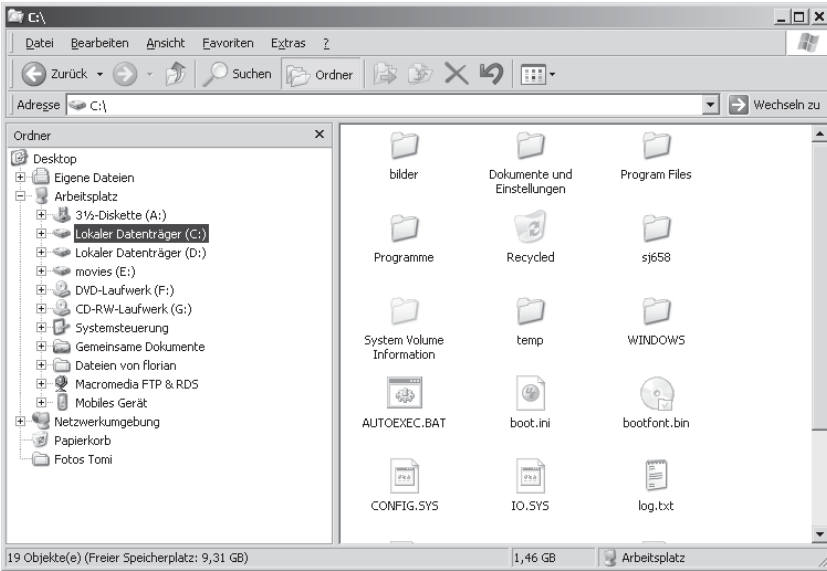 C:\
Datei Bearbeiten Ansicht Favoriten Extras ?
Zurück Suchen Ordner
Adresse C:\ Wechseln zu
Ordner
Desktop
Eigene Dateien
Arbeitsplatz
3½-Diskette (A:)
Lokaler Datenträger (C:)
Lokaler Datenträger (D:)
movies (E:)
DVD-Laufwerk (F:)
CD-RW-Laufwerk (G:)
Systemsteuerung
Gemeinsame Dokumente
Dateien von florian
Macromedia FTP & RDS
Mobiles Gerät
Netzwerkumgebung
Papierkorb
Fotos Tomi
bilder
Dokumente und
Einstellungen
Program Files
Programme
Recycled
sj658
System Volume
Information
temp
WINDOWS
AUTOEXEC.BAT
boot.ini
bootfont.bin
CONFIG.SYS
IO.SYS
log.txt
19 Objekte(e) (Freier Speicherplatz: 9,31 GB) 1,46 GB Arbeitsplatz